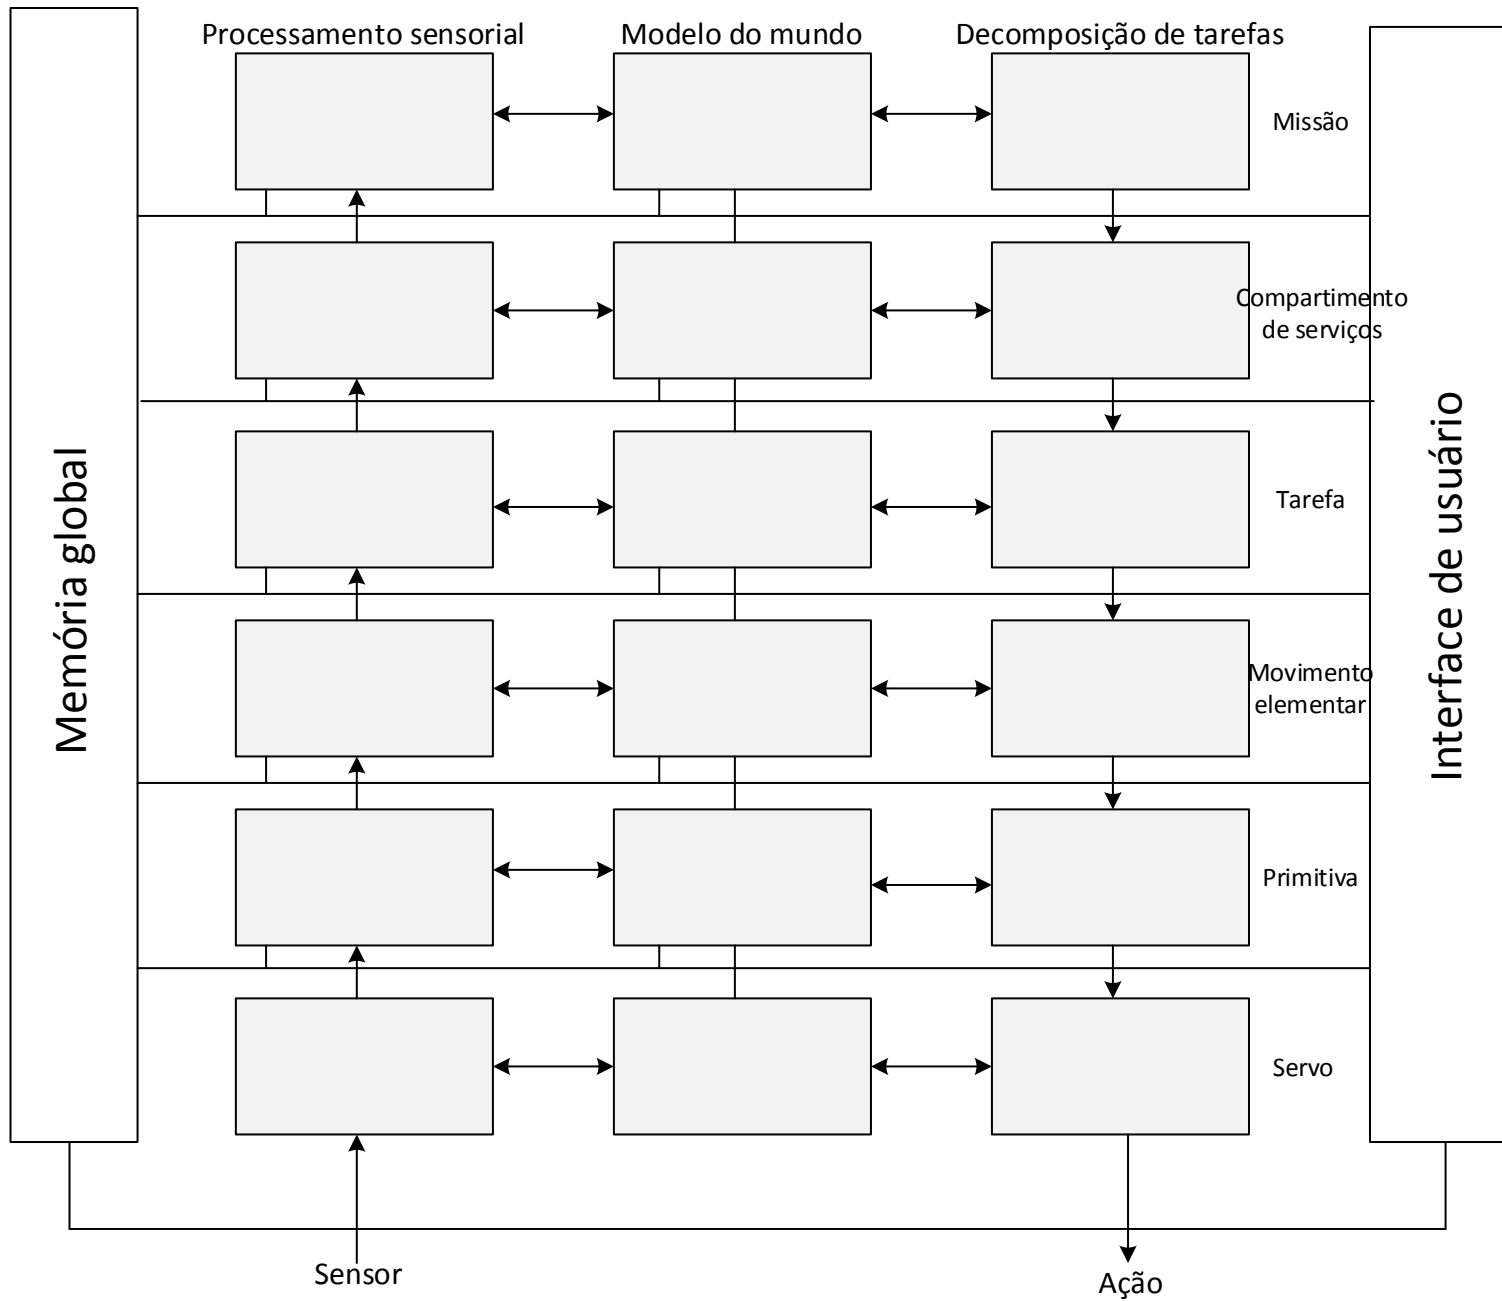 Processamento sensorial
Modelo do mundo
Decomposição de tarefas
Missão
Compartimento
de serviços
Tarefa
Movimento
elementar
Primitiva
Servo
Memória global
Interface de usuário
Sensor
Ação